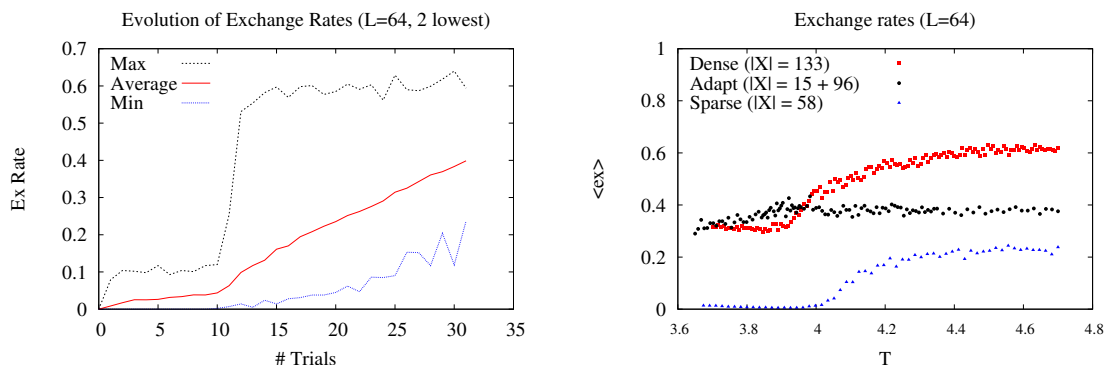 Evolution of Exchange Rates (L=64, 2 lowest)
0.7
0.6
0.5
0.4
0.3
0.2
0.1
0
Ex Rate
Max
Average
Min
0 5 10 15 20 25 30 35
# Trials
Exchange rates (L=64)
1
0.8
0.6
0.4
0.2
0
<ex>
Dense (|X| = 133)
Adapt (|X| = 15 + 96)
Sparse (|X| = 58)
3.6 3.8 4 4.2 4.4 4.6 4.8
T